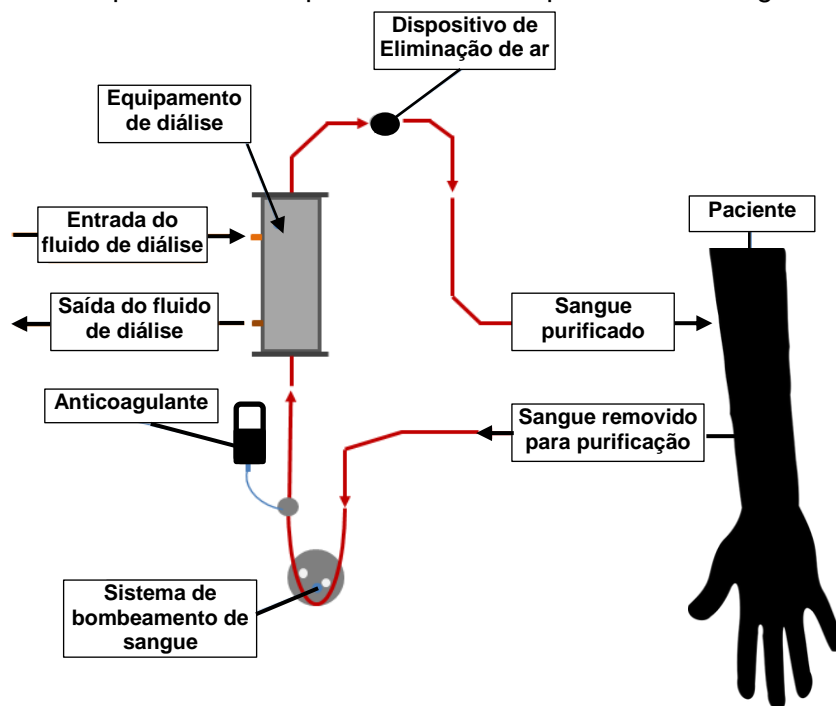 Dispositivo de
Eliminação de ar
Equipamento
de diálise
Entrada do
fluido de diálise
Paciente
Saída do fluido
de diálise
Sangue
purificado
Anticoagulante
Sangue removido
para purificação
Sistema de
bombeamento de
sangue